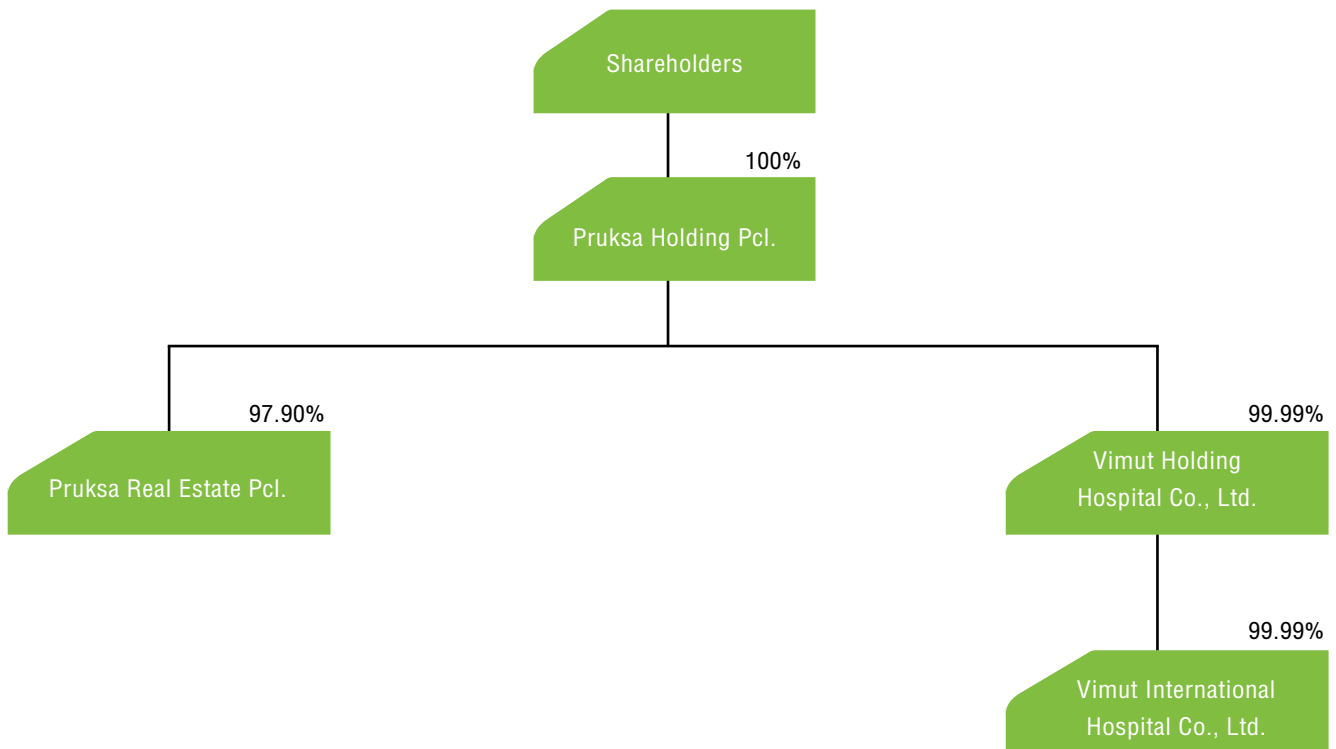 Shareholders
100%
Pruksa Holding Pcl.
97.90%
99.99%
Pruksa Real Estate Pcl.
Vimut Holding
Hospital Co., Ltd.
99.99%
Vimut International
Hospital Co., Ltd.